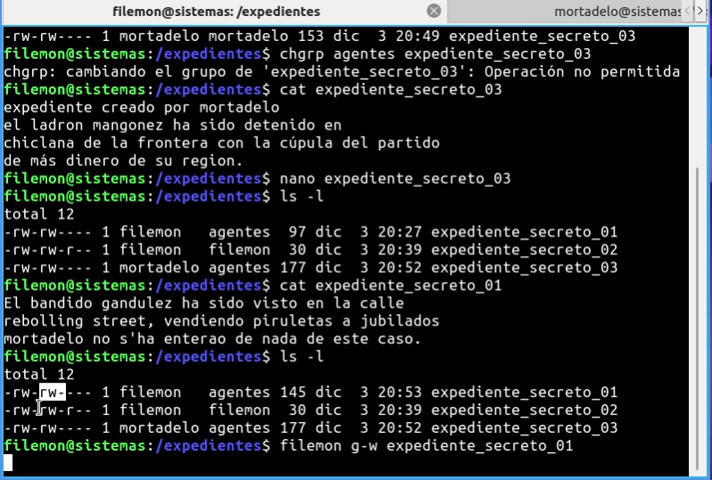 filemon@sistemas: /expedientes
mortadelo@sistemas
-rw-rw---- 1 mortadelo mortadelo 153 dic  3 20:49 expediente_secreto_03
filemon@sistemas:/expedientes$ chgrp agentes expediente_secreto_03
chgrp: cambiando el grupo de 'expediente_secreto_03': Operación no permitida
filemon@sistemas:/expedientes$ cat expediente_secreto_03
expediente creado por mortadelo
el ladron mangonez ha sido detenido en
chiclana de la frontera con la cúpula del partido
de más dinero de su region.
filemon@sistemas:/expedientes$ nano expediente_secreto_03
filemon@sistemas:/expedientes$ ls -l
total 12
-rw-rw---- 1 filemon   agentes  97 dic  3 20:27 expediente_secreto_01
-rw-rw-r-- 1 filemon   filemon  30 dic  3 20:39 expediente_secreto_02
-rw-rw---- 1 mortadelo agentes 177 dic  3 20:52 expediente_secreto_03
filemon@sistemas:/expedientes$ cat expediente_secreto_01
El bandido gandulez ha sido visto en la calle
rebolling street, vendiendo piruletas a jubilados
mortadelo no s'ha enterao de nada de este caso.
filemon@sistemas:/expedientes$ ls -l
total 12
-rw-rw---- 1 filemon   agentes 145 dic  3 20:53 expediente_secreto_01
-rw-rw-r-- 1 filemon   filemon  30 dic  3 20:39 expediente_secreto_02
-rw-rw---- 1 mortadelo agentes 177 dic  3 20:52 expediente_secreto_03
filemon@sistemas:/expedientes$ filemon g-w expediente_secreto_01